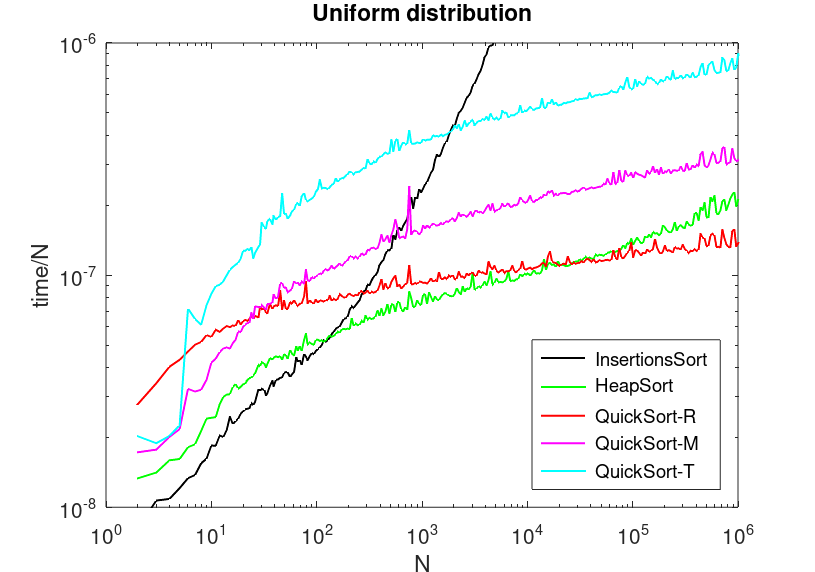 Uniform distribution
10^-6
10^-7
10^-8
time/N
InsertionsSort
HeapSort
QuickSort-R
QuickSort-M
QuickSort-T
10^0 10^1 10^2 10^3 10^4 10^5 10^6
N